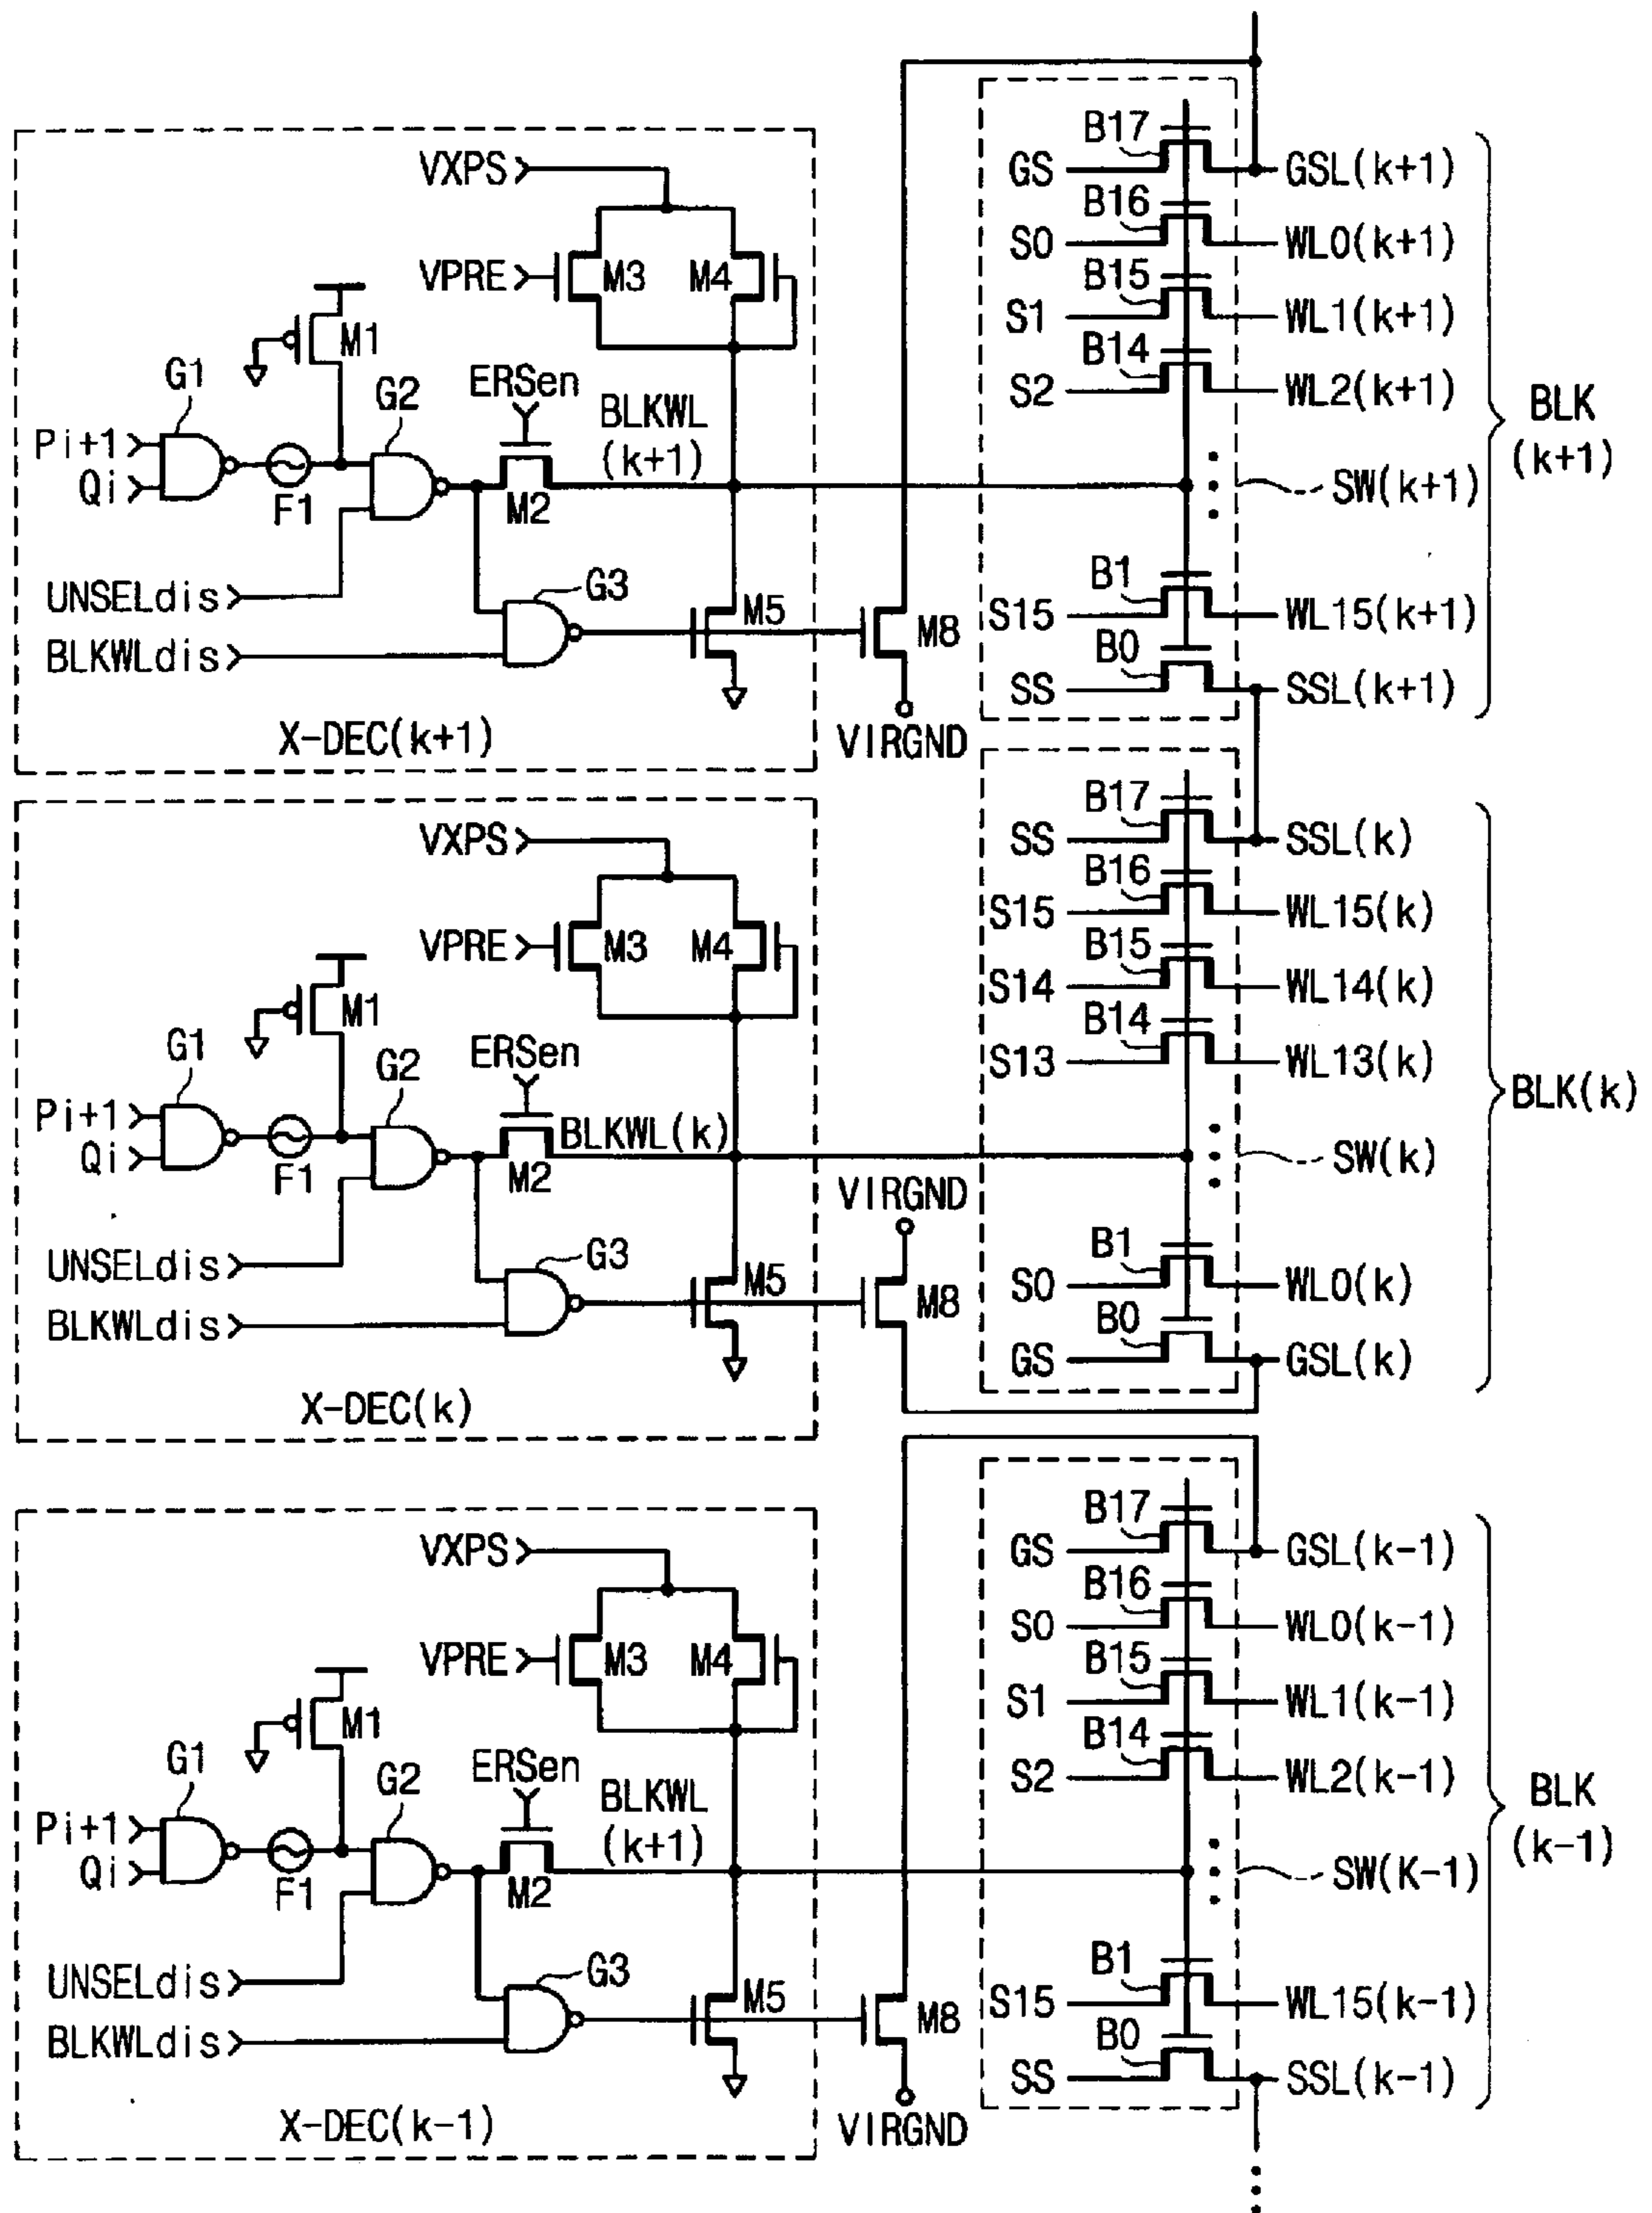 B17
GS
GSL(k+1)
VXPS
B16
S0
WL0(k+1)
VPRE
M3
M4
B15
S1
WL1(k+1)
M1
B14
S2
WL2(k+1)
G1
G2
ERSen
BLKWL
(k+1)
BLK
(k+1)
Pi+1
Qi
F1
M2
SW(k+1)
UNSELdis
G3
B1
M5
M8
S15
WL15(k+1)
BLKWLdis
B0
SS
SSL(k+1)
X-DEC(k+1)
VIRGND
B17
VXPS
SS
SSL(k)
B16
S15
WL15(k)
VPRE
M3
M4
B15
S14
WL14(k)
M1
B14
S13
WL13(k)
G1
G2
ERSen
BLK(k)
Pi+1
Qi
F1
M2
BLKWL(k)
SW(k)
VIRGND
UNSELdis
G3
B1
M5
M8
S0
WL0(k)
BLKWLdis
B0
GS
GSL(k)
X-DEC(k)
B17
VXPS
GS
GSL(k-1)
B16
S0
WL0(k-1)
VPRE
M3
M4
B15
S1
WL1(k-1)
M1
B14
S2
WL2(k-1)
G1
G2
ERSen
BLKWL
(k+1)
BLK
(k-1)
Pi+1
Qi
F1
M2
SW(K-1)
UNSELdis
G3
B1
M5
M8
S15
WL15(k-1)
BLKWLdis
B0
SS
SSL(k-1)
X-DEC(k-1)
VIRGND